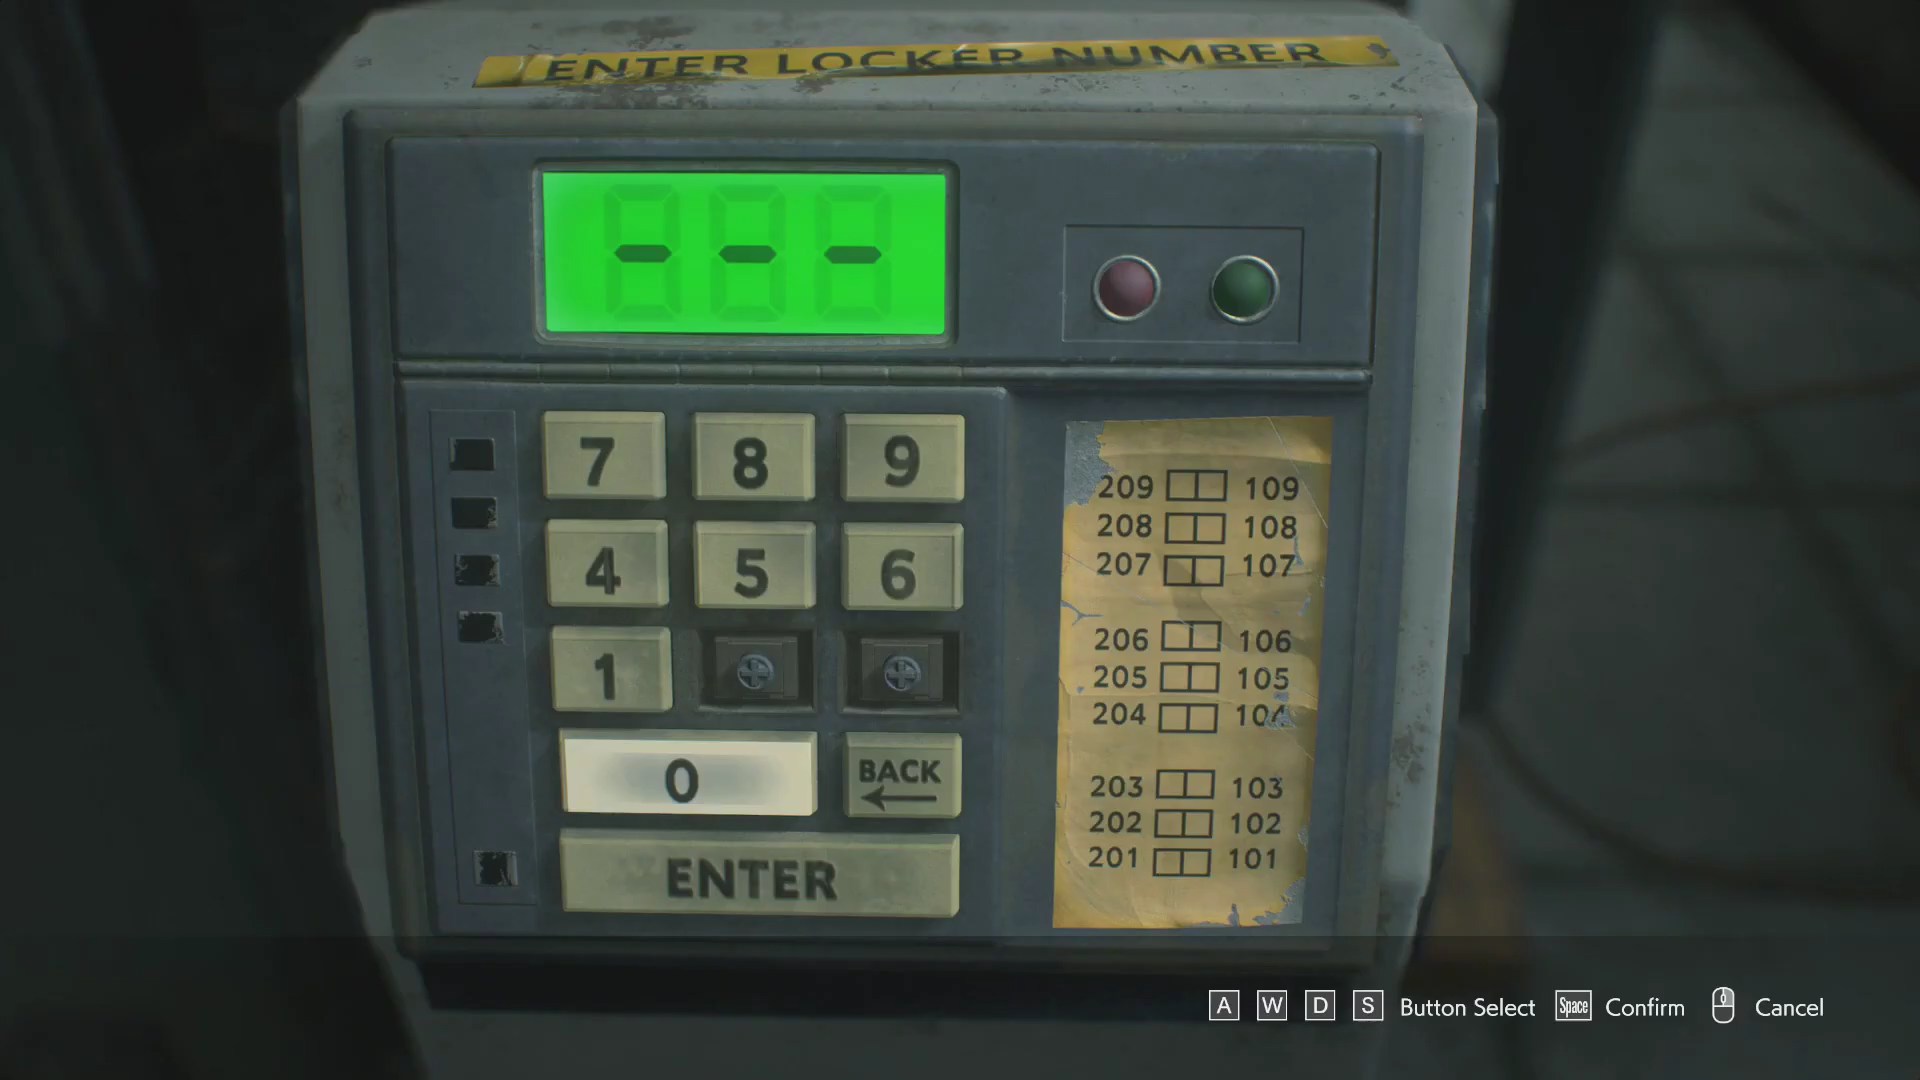 ENTER LOCKER NUMBER
- - -
7 8 9
4 5 6
1
0 BACK
ENTER
209 109
208 108
207 107
206 106
205 105
204 104
203 103
202 102
201 101
A W D S Button Select Space Confirm Cancel